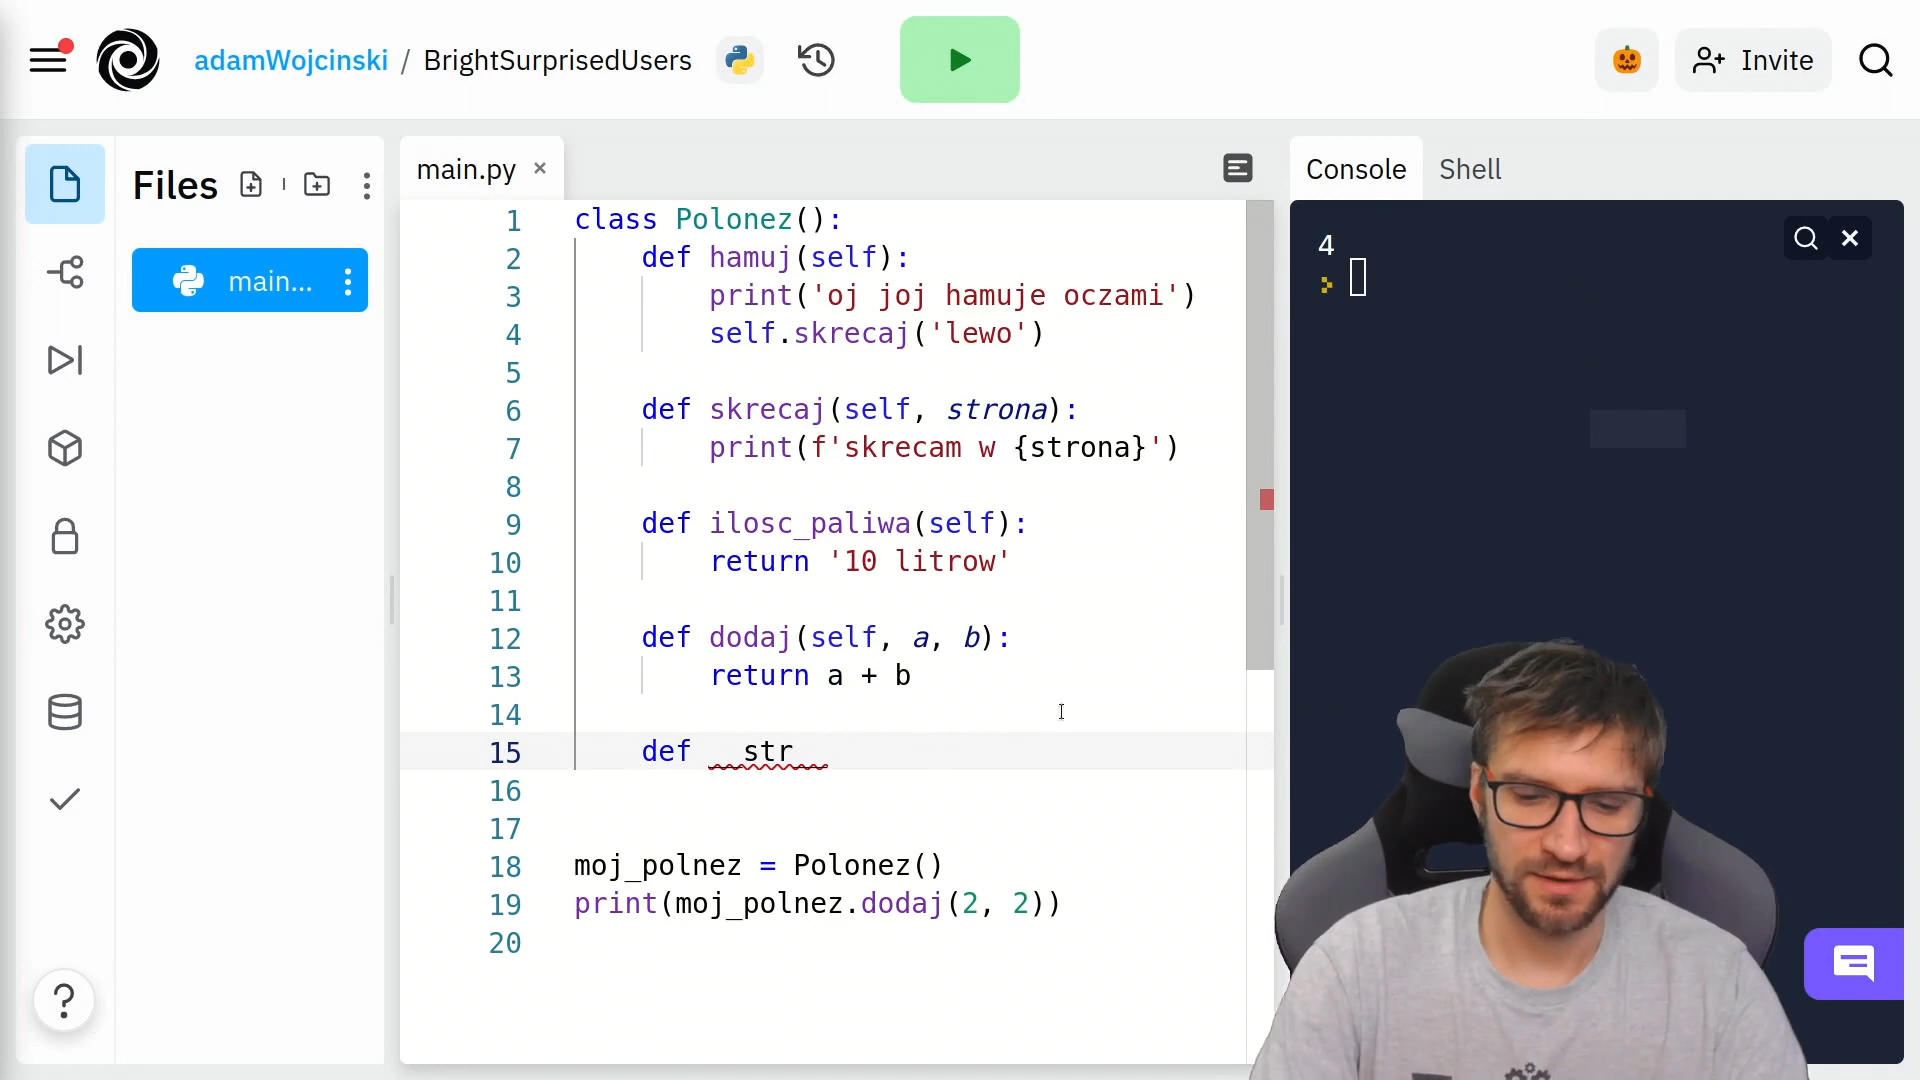 adamWojcinski / BrightSurprisedUsers
Invite
Files
main...
main.py
Console
Shell
1 class Polonez():
2 def hamuj(self):
3 print('oj joj hamuje oczami')
4 self.skrecaj('lewo')
5
6 def skrecaj(self, strona):
7 print(f'skrecam w {strona}')
8
9 def ilosc_paliwa(self):
10 return '10 litrow'
11
12 def dodaj(self, a, b):
13 return a + b
14
15 def __str__
16
17
18 moj_polnez = Polonez()
19 print(moj_polnez.dodaj(2, 2))
20
4
?